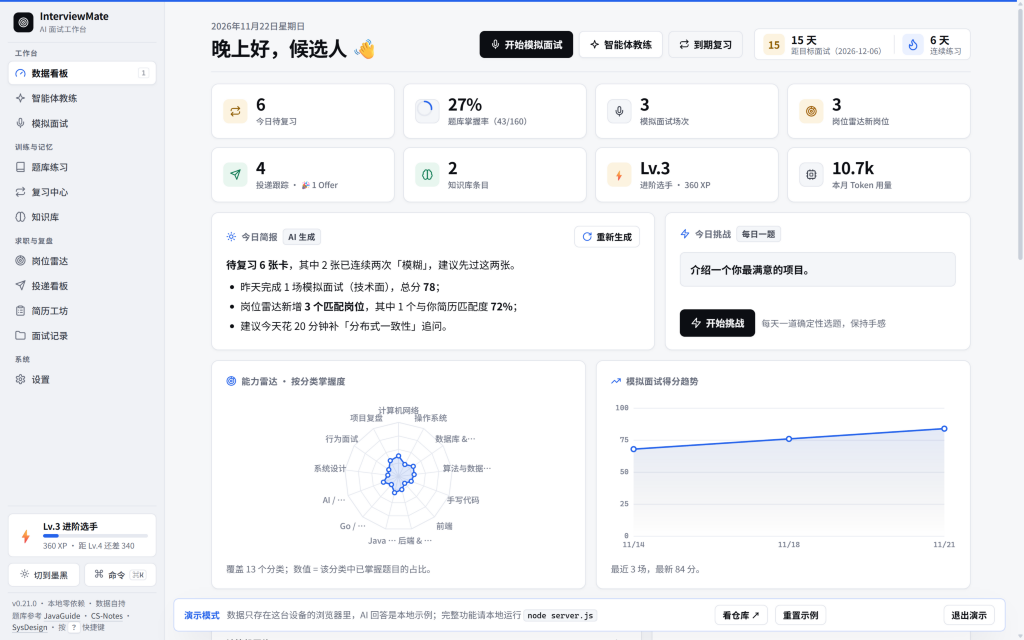 InterviewMate
AI 面试工作台
工作台
数据看板 1
智能体教练
模拟面试
训练与记忆
题库练习
复习中心
知识库
求职与复盘
岗位雷达
投递看板
简历工坊
面试记录
系统
设置
Lv.3 进阶选手
360 XP · 距 Lv.4 还差 340
切到墨黑
命令 ⌘K
v0.21.0 · 本地零依赖 · 数据自持
题库参考 JavaGuide · CS-Notes ·
SysDesign · 按 ? 快捷键
2026年11月22日星期日
晚上好，候选人 👋
开始模拟面试
智能体教练
到期复习
15
15 天
距目标面试（2026-12-06）
6 天
连续练习
6
今日待复习
27%
题库掌握率（43/160）
3
模拟面试场次
3
岗位雷达新岗位
4
投递跟踪 · 🎉 1 Offer
2
知识库条目
Lv.3
进阶选手 · 360 XP
10.7k
本月 Token 用量
今日简报 AI 生成
重新生成
待复习 6 张卡，其中 2 张已连续两次「模糊」，建议先过这两张。
• 昨天完成 1 场模拟面试（技术面），总分 78；
• 岗位雷达新增 3 个匹配岗位，其中 1 个与你简历匹配度 72%；
• 建议今天花 20 分钟补「分布式一致性」追问。
今日挑战 每日一题
介绍一个你最满意的项目。
开始挑战
每天一道确定性选题，保持手感
能力雷达 · 按分类掌握度
计算机网络
项目复盘
操作系统
行为面试
数据库 &…
系统设计
算法与数据…
AI / …
手写代码
Go / …
前端
Java …
后端 & …
覆盖 13 个分类；数值 = 该分类中已掌握题目的占比。
模拟面试得分趋势
100
75
50
25
0
11/14
11/18
11/21
最近 3 场，最新 84 分。
演示模式
数据只存在这台设备的浏览器里，AI 回答是本地示例；完整功能请本地运行 node server.js
看仓库 ↗
重置示例
退出演示